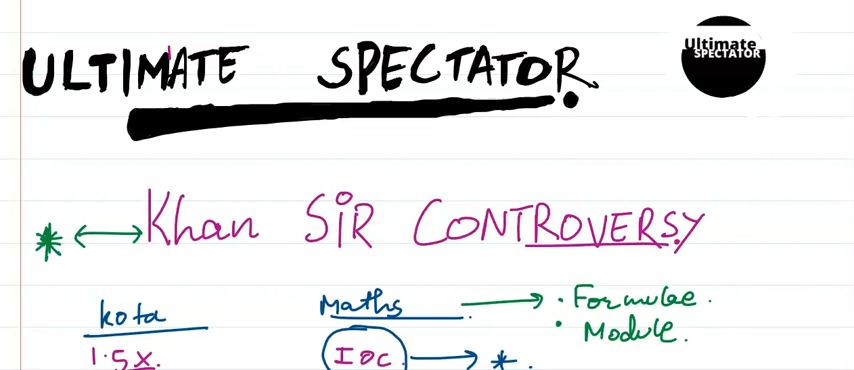 ULTIMATE SPECTATOR.
Ultimate
SPECTATOR
* ↔ Khan SIR CONTROVERSY
kota
Maths → · Formulae.
· Module.
1.5x.
IOC → *.